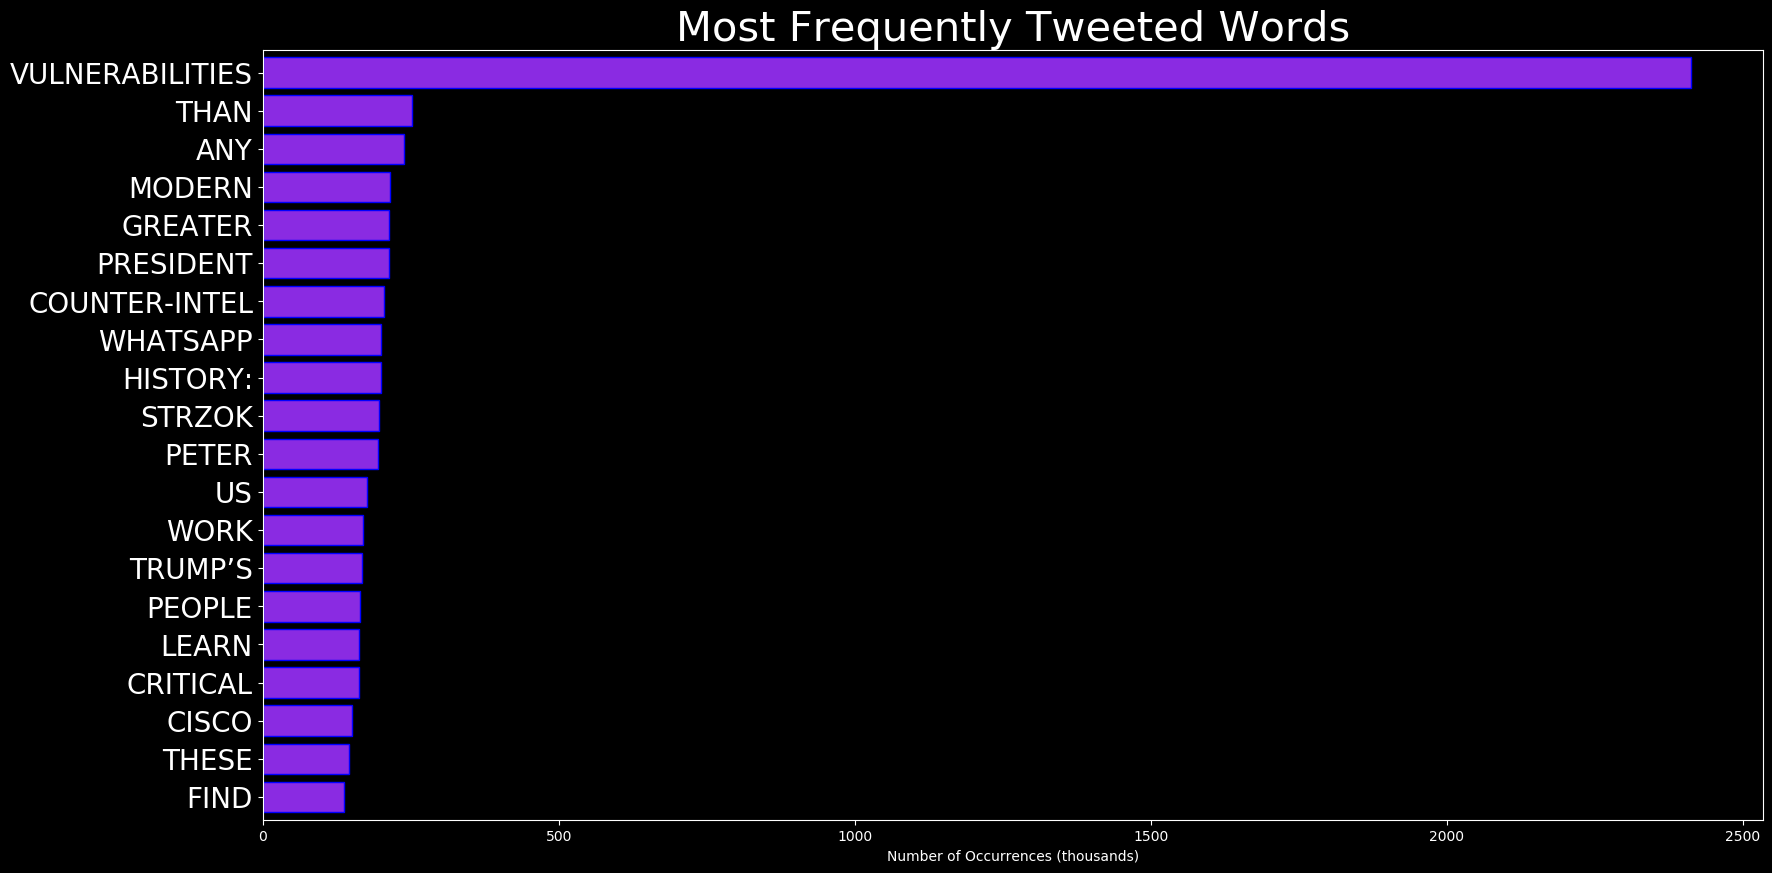 Most Frequently Tweeted Words
VULNERABILITIES
THAN
ANY
MODERN
GREATER
PRESIDENT
COUNTER-INTEL
WHATSAPP
HISTORY:
STRZOK
PETER
US
WORK
TRUMP’S
PEOPLE
LEARN
CRITICAL
CISCO
THESE
FIND
0 500 1000 1500 2000 2500
Number of Occurrences (thousands)